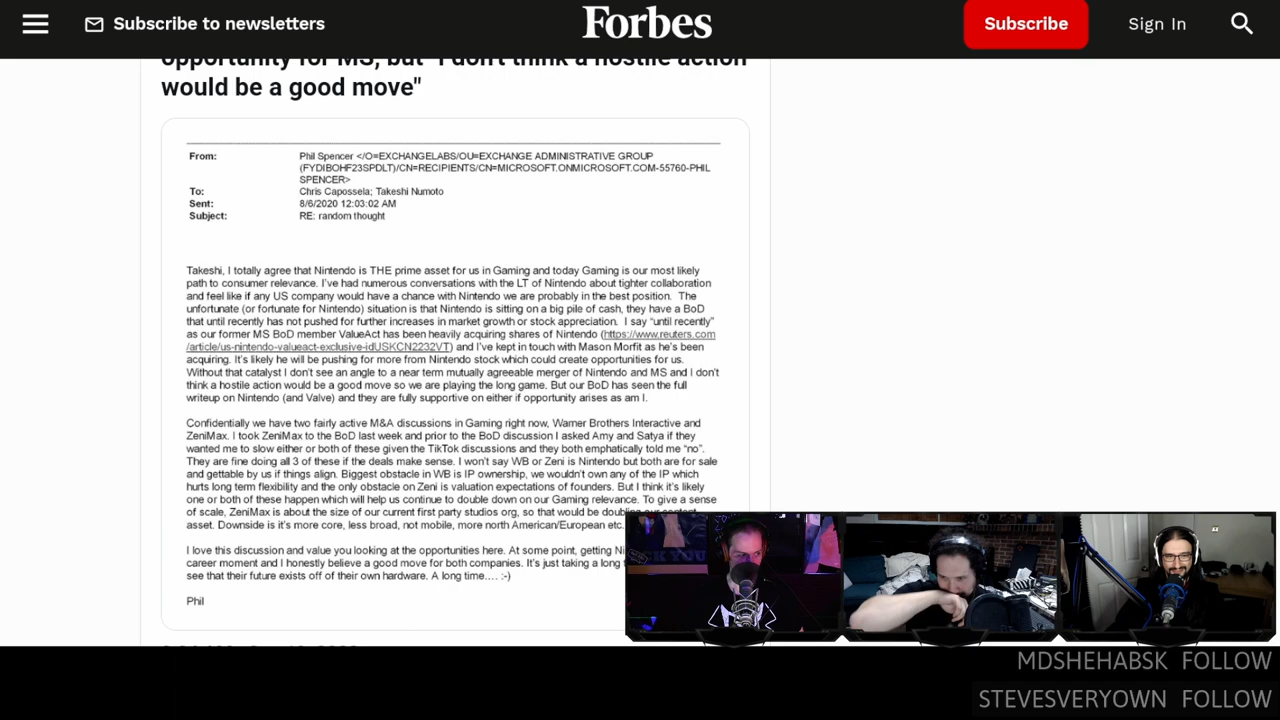 Subscribe to newsletters
Forbes
Subscribe
Sign In
opportunity for MS, but "I don't think a hostile action
would be a good move"
From: Phil Spencer </O=EXCHANGELABS/OU=EXCHANGE ADMINISTRATIVE GROUP
(FYDIBOHF23SPDLT)/CN=RECIPIENTS/CN=MICROSOFT.ONMICROSOFT.COM-55760-PHIL
SPENCER>
To: Chris Capossela; Takeshi Numoto
Sent: 8/6/2020 12:03:02 AM
Subject: RE: random thought
Takeshi, I totally agree that Nintendo is THE prime asset for us in Gaming and today Gaming is our most likely
path to consumer relevance. I've had numerous conversations with the LT of Nintendo about tighter collaboration
and feel like if any US company would have a chance with Nintendo we are probably in the best position. The
unfortunate (or fortunate for Nintendo) situation is that Nintendo is sitting on a big pile of cash, they have a BoD
that until recently has not pushed for further increases in market growth or stock appreciation. I say "until recently"
as our former MS BoD member ValueAct has been heavily acquiring shares of Nintendo (https://www.reuters.com
/article/us-nintendo-valueact-exclusive-idUSKCN2232VT) and I've kept in touch with Mason Morfit as he's been
acquiring. It's likely he will be pushing for more from Nintendo stock which could create opportunities for us.
Without that catalyst I don't see an angle to a near term mutually agreeable merger of Nintendo and MS and I don't
think a hostile action would be a good move so we are playing the long game. But our BoD has seen the full
writeup on Nintendo (and Valve) and they are fully supportive on either if opportunity arises as am I.
Confidentially we have two fairly active M&A discussions in Gaming right now, Warner Brothers Interactive and
ZeniMax. I took ZeniMax to the BoD last week and prior to the BoD discussion I asked Amy and Satya if they
wanted me to slow either or both of these given the TikTok discussions and they both emphatically told me "no".
They are fine doing all 3 of these if the deals make sense. I won't say WB or Zeni is Nintendo but both are for sale
and gettable by us if things align. Biggest obstacle in WB is IP ownership, we wouldn't own any of the IP which
hurts long term flexibility and the only obstacle on Zeni is valuation expectations of founders. But I think it's likely
one or both of these happen which will help us continue to double down on our Gaming relevance. To give a sense
of scale, ZeniMax is about the size of our current first party studios org, so that would be doubling our content
asset. Downside is it's more core, less broad, not mobile, more north American/European etc.
I love this discussion and value you looking at the opportunities here. At some point, getting Ni
career moment and I honestly believe a good move for both companies. It's just taking a long
see that their future exists off of their own hardware. A long time.... :-)
Phil
MDSHEHABSK FOLLOW
STEVESVERYOWN FOLLOW